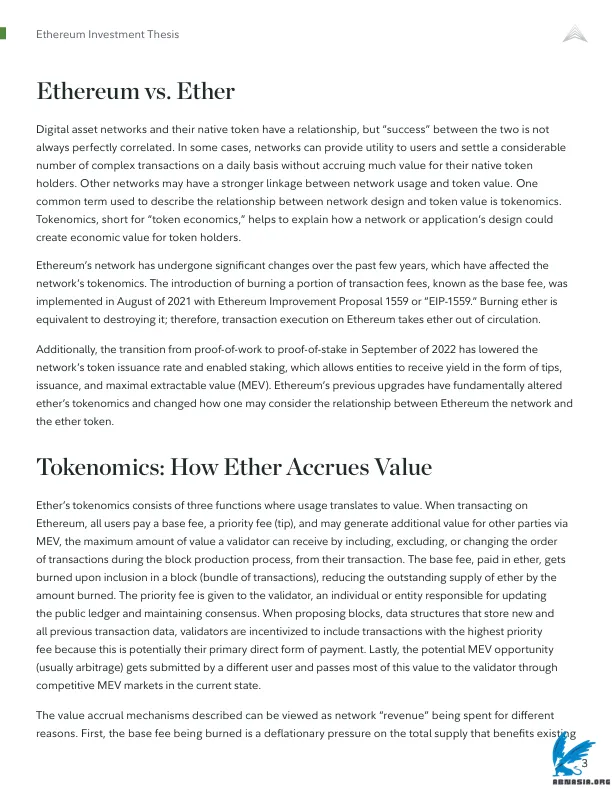 Ethereum Investment Thesis
Ethereum vs. Ether
Digital asset networks and their native token have a relationship, but “success” between the two is not
always perfectly correlated. In some cases, networks can provide utility to users and settle a considerable
number of complex transactions on a daily basis without accruing much value for their native token
holders. Other networks may have a stronger linkage between network usage and token value. One
common term used to describe the relationship between network design and token value is tokenomics.
Tokenomics, short for “token economics,” helps to explain how a network or application’s design could
create economic value for token holders.
Ethereum’s network has undergone significant changes over the past few years, which have affected the
network’s tokenomics. The introduction of burning a portion of transaction fees, known as the base fee, was
implemented in August of 2021 with Ethereum Improvement Proposal 1559 or “EIP-1559.” Burning ether is
equivalent to destroying it; therefore, transaction execution on Ethereum takes ether out of circulation.
Additionally, the transition from proof-of-work to proof-of-stake in September of 2022 has lowered the
network’s token issuance rate and enabled staking, which allows entities to receive yield in the form of tips,
issuance, and maximal extractable value (MEV). Ethereum’s previous upgrades have fundamentally altered
ether’s tokenomics and changed how one may consider the relationship between Ethereum the network and
the ether token.
Tokenomics: How Ether Accrues Value
Ether’s tokenomics consists of three functions where usage translates to value. When transacting on
Ethereum, all users pay a base fee, a priority fee (tip), and may generate additional value for other parties via
MEV, the maximum amount of value a validator can receive by including, excluding, or changing the order
of transactions during the block production process, from their transaction. The base fee, paid in ether, gets
burned upon inclusion in a block (bundle of transactions), reducing the outstanding supply of ether by the
amount burned. The priority fee is given to the validator, an individual or entity responsible for updating
the public ledger and maintaining consensus. When proposing blocks, data structures that store new and
all previous transaction data, validators are incentivized to include transactions with the highest priority
fee because this is potentially their primary direct form of payment. Lastly, the potential MEV opportunity
(usually arbitrage) gets submitted by a different user and passes most of this value to the validator through
competitive MEV markets in the current state.
The value accrual mechanisms described can be viewed as network “revenue” being spent for different
reasons. First, the base fee being burned is a deflationary pressure on the total supply that benefits existing
3
ABNASIA.ORG